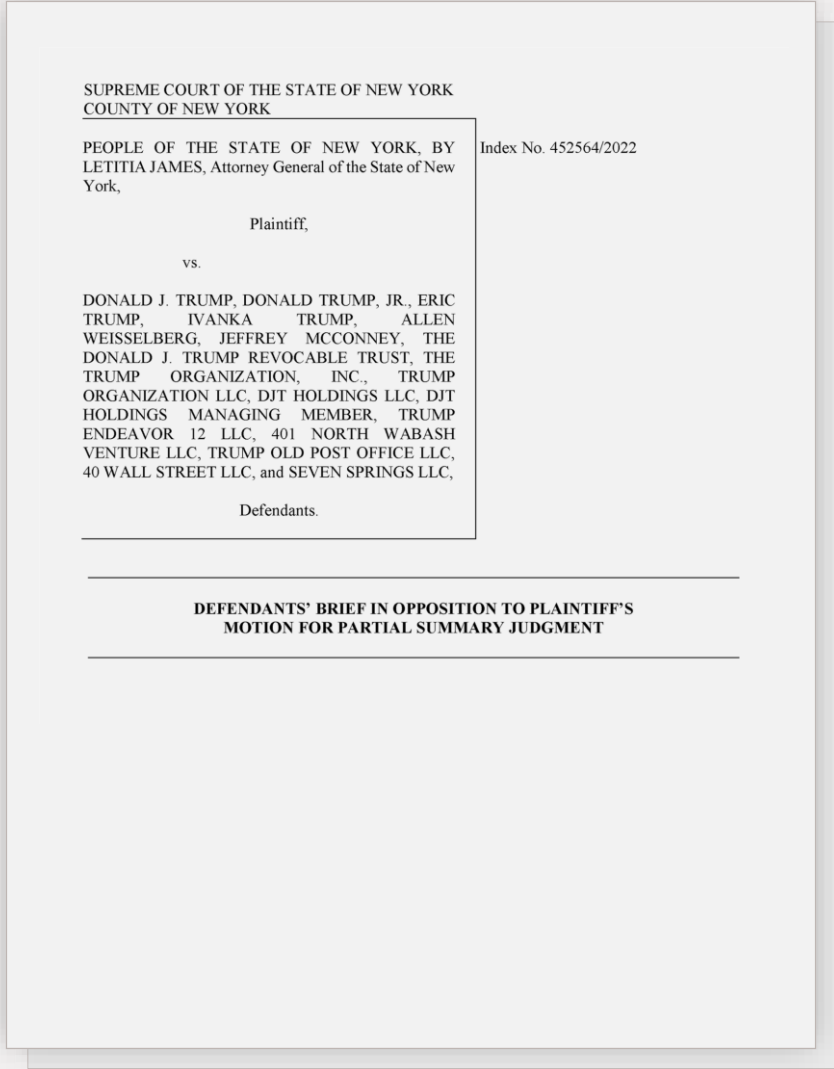 SUPREME COURT OF THE STATE OF NEW YORK
COUNTY OF NEW YORK
PEOPLE OF THE STATE OF NEW YORK, BY
LETITIA JAMES, Attorney General of the State of New
York,
Plaintiff,
vs.
DONALD J. TRUMP, DONALD TRUMP, JR., ERIC
TRUMP, IVANKA TRUMP, ALLEN
WEISSELBERG, JEFFREY MCCONNEY, THE
DONALD J. TRUMP REVOCABLE TRUST, THE
TRUMP ORGANIZATION, INC., TRUMP
ORGANIZATION LLC, DJT HOLDINGS LLC, DJT
HOLDINGS MANAGING MEMBER, TRUMP
ENDEAVOR 12 LLC, 401 NORTH WABASH
VENTURE LLC, TRUMP OLD POST OFFICE LLC,
40 WALL STREET LLC, and SEVEN SPRINGS LLC,
Defendants.
Index No. 452564/2022
DEFENDANTS’ BRIEF IN OPPOSITION TO PLAINTIFF’S
MOTION FOR PARTIAL SUMMARY JUDGMENT